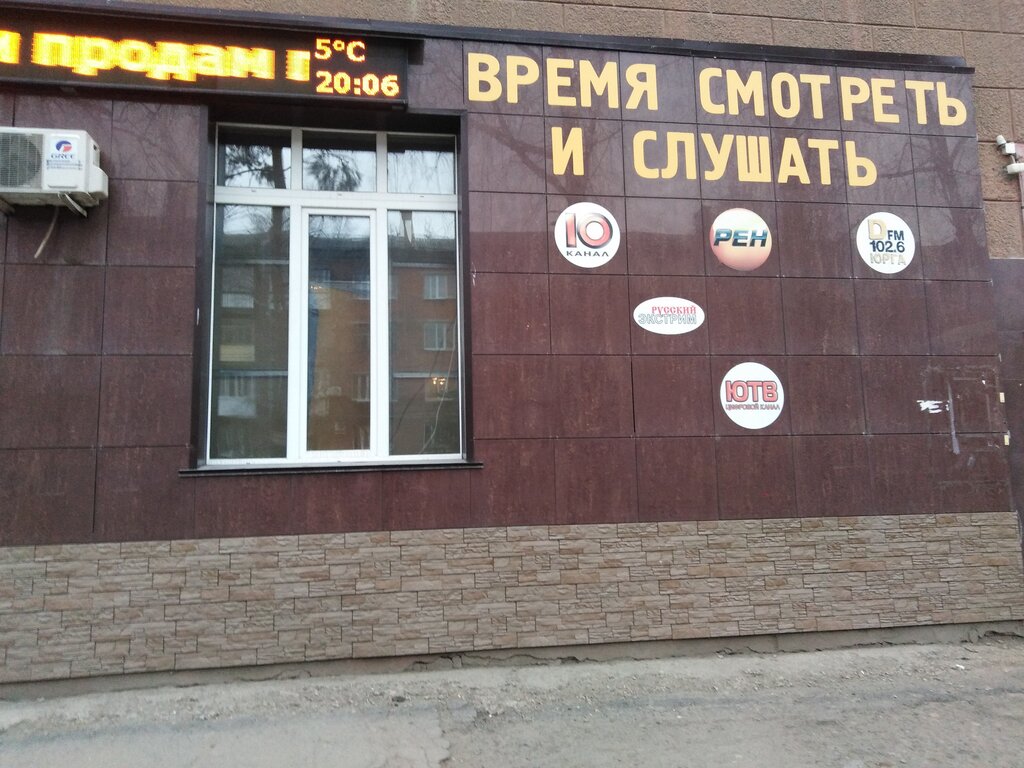 и продам п
5°C
20:06
GREE
ВРЕМЯ СМОТРЕТЬ
И СЛУШАТЬ
10
КАНАЛ
РЕН
D FM
102.6
ЮРГА
РУССКИЙ
ЭКСТРИМ
ЮТВ
ЦИФРОВОЙ КАНАЛ